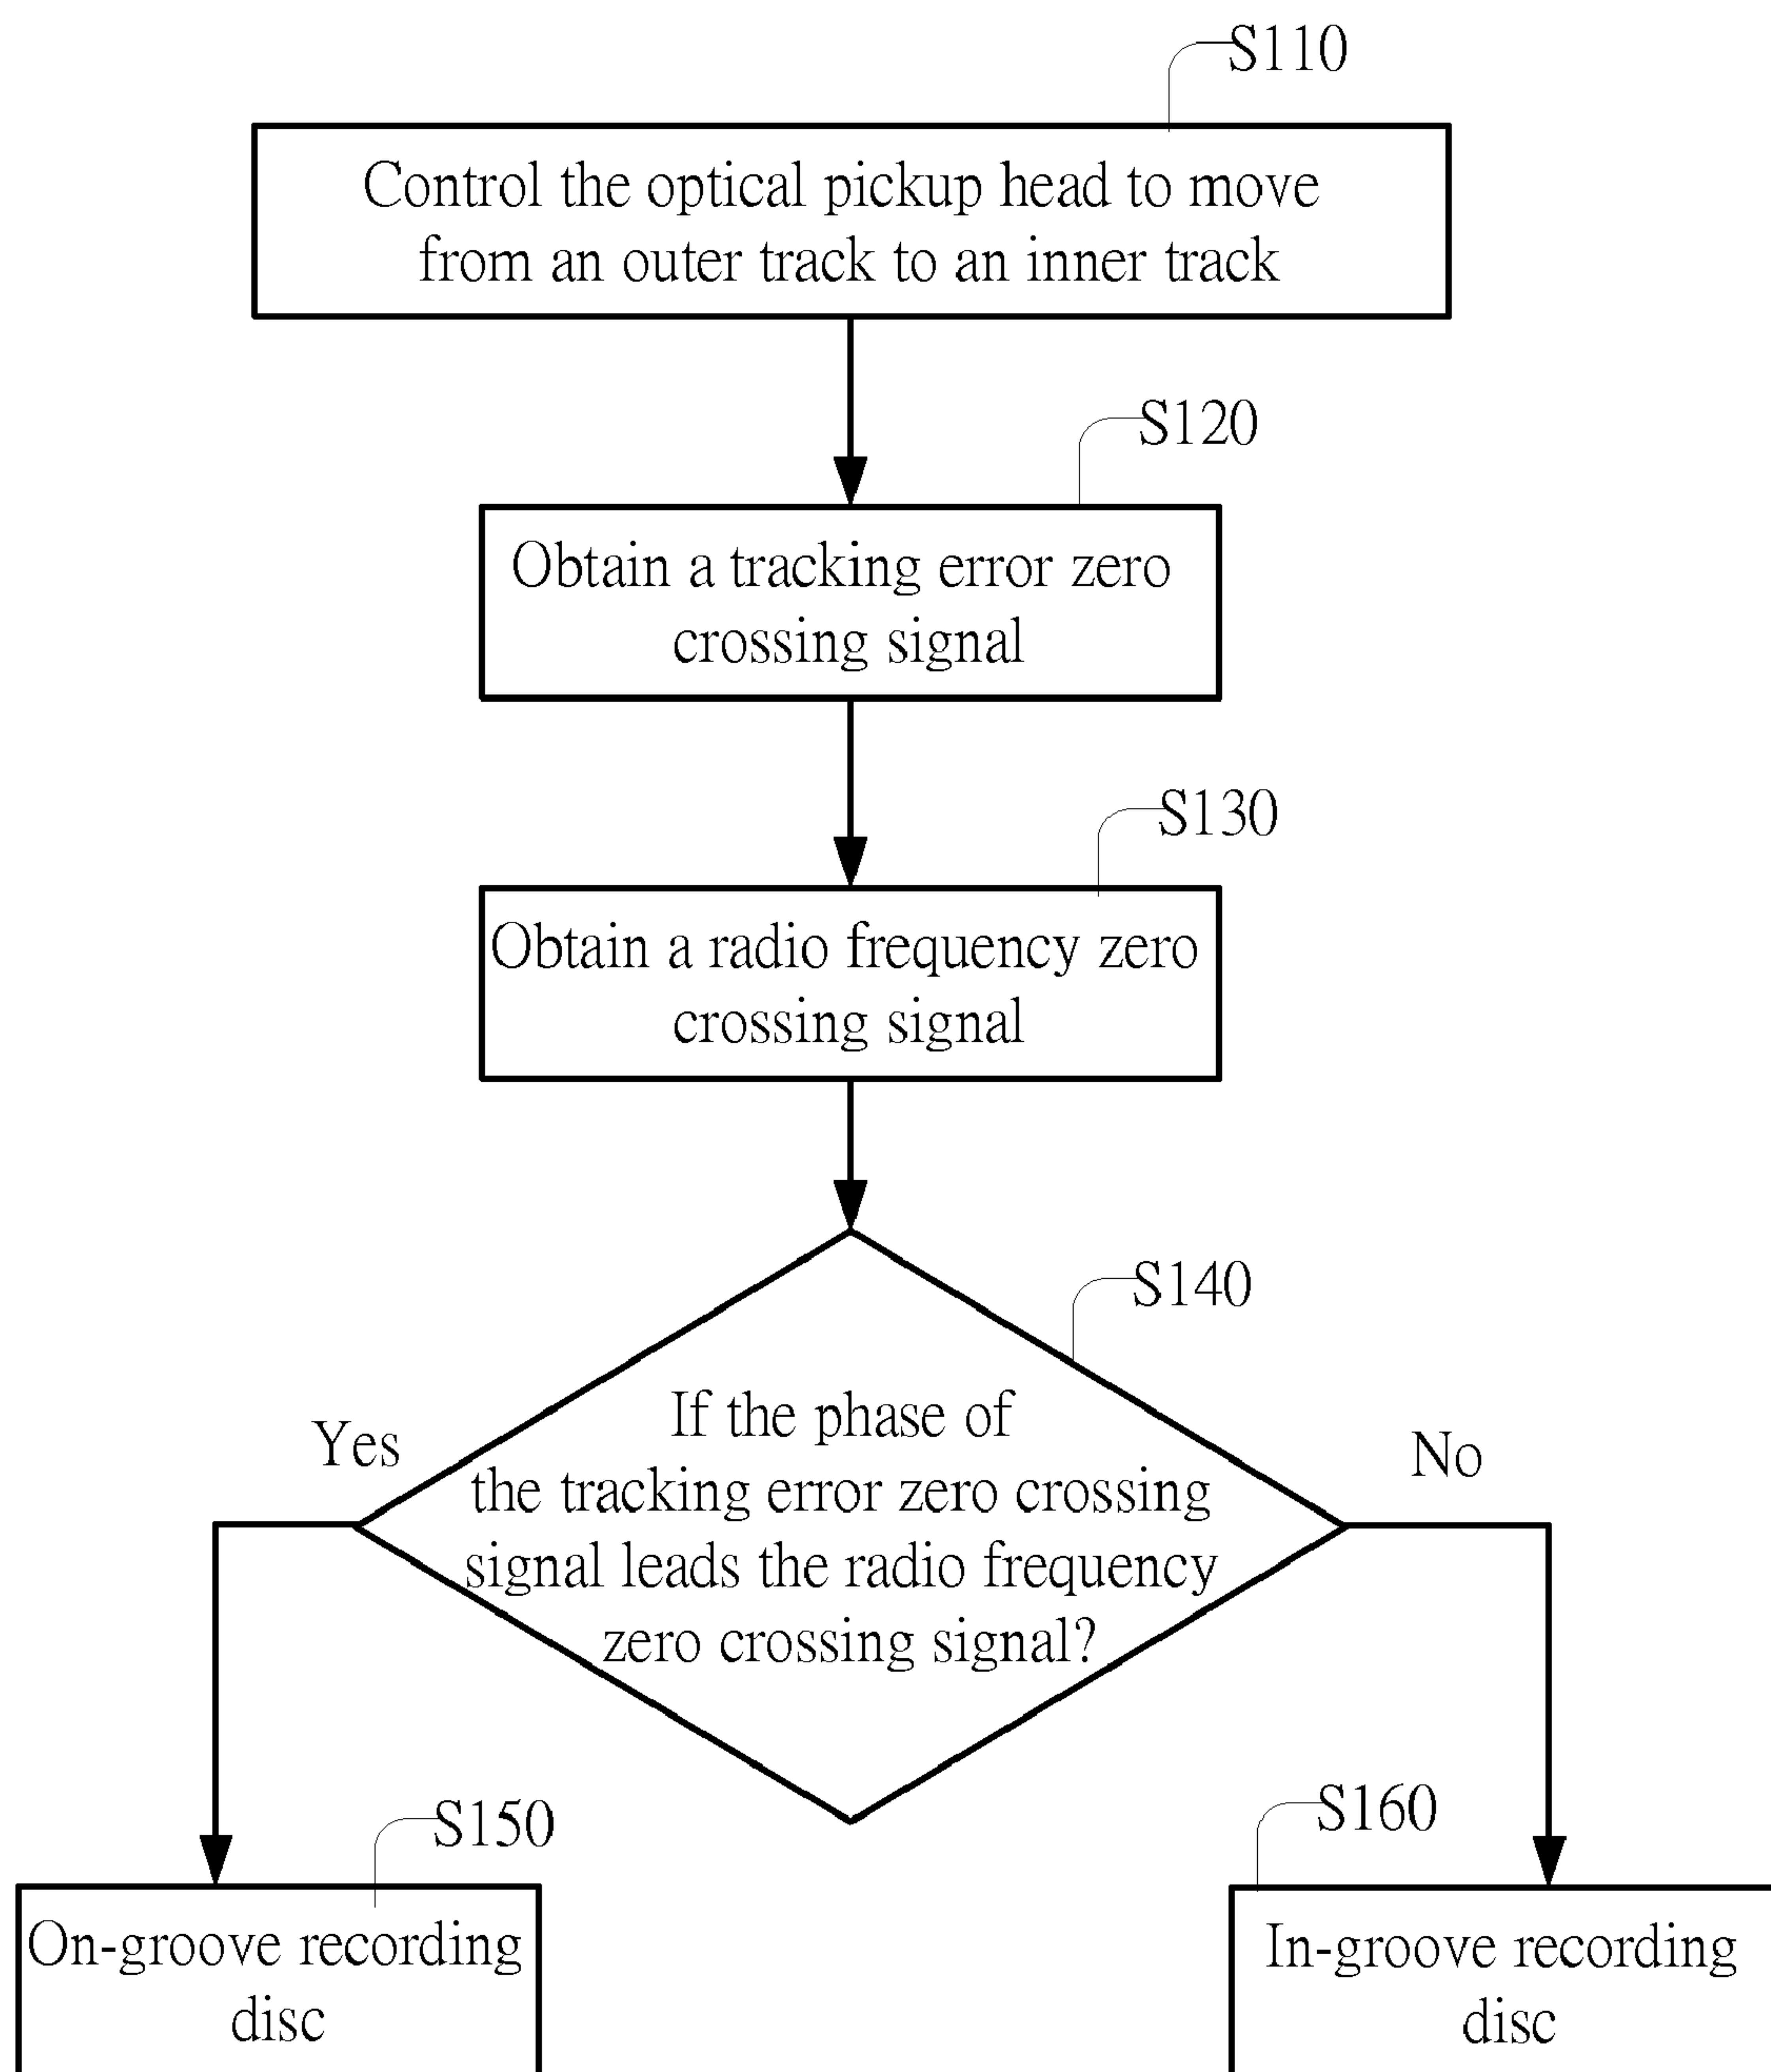 S110
Control the optical pickup head to move
from an outer track to an inner track
S120
Obtain a tracking error zero
crossing signal
S130
Obtain a radio frequency zero
crossing signal
S140
If the phase of
the tracking error zero crossing
signal leads the radio frequency
zero crossing signal?
Yes
No
S150
On-groove recording
disc
S160
In-groove recording
disc